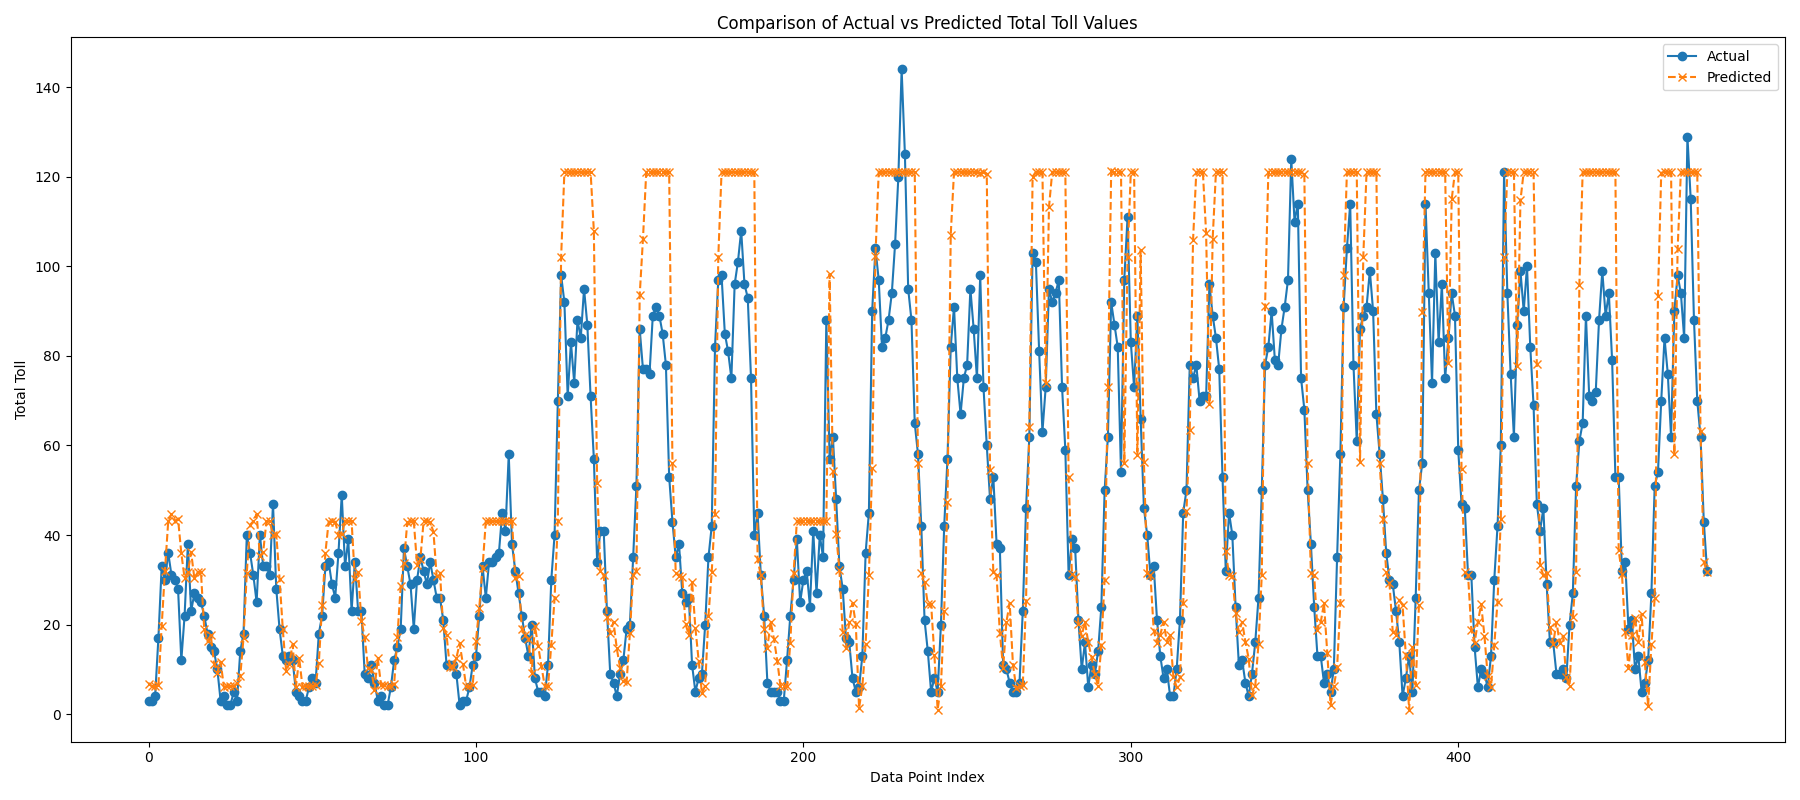 Comparison of Actual vs Predicted Total Toll Values
Actual
Predicted
140
120
100
80
60
40
20
0
Total Toll
0 100 200 300 400
Data Point Index